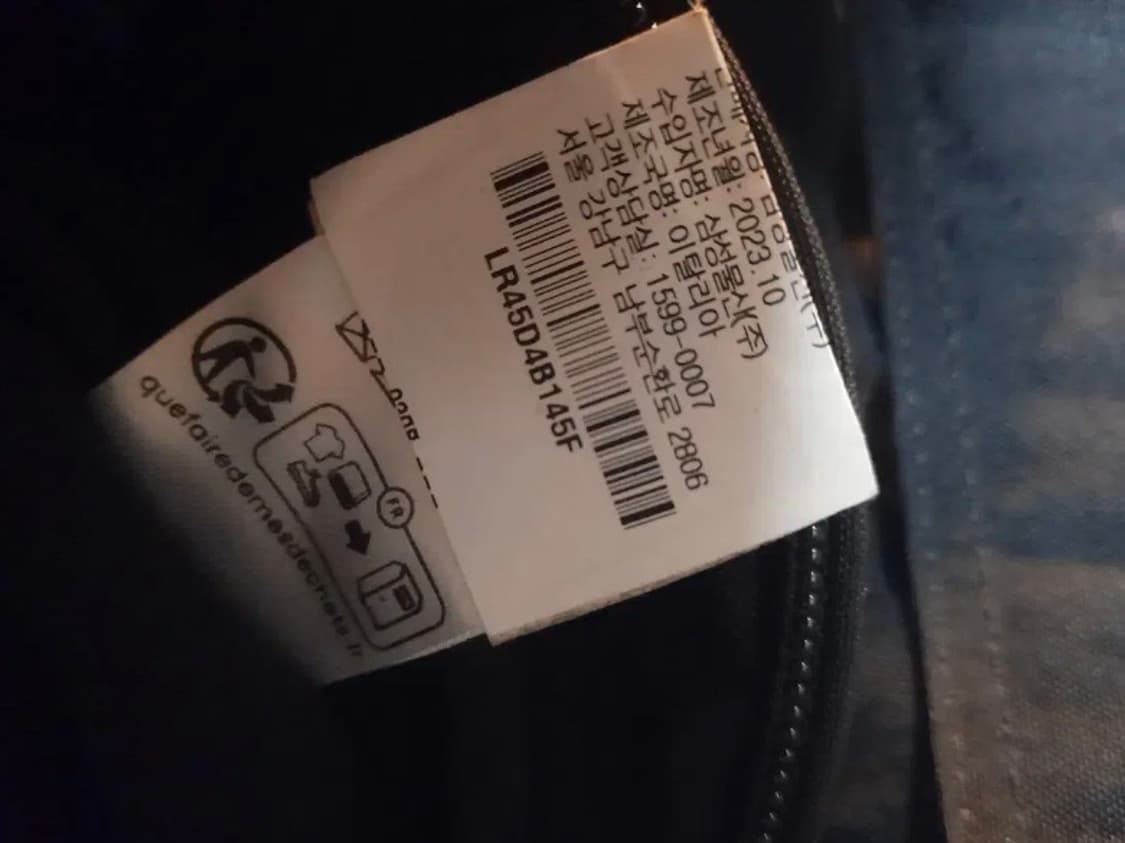 제조년월: 2023.10
수입자명: 삼성물산(주)
제조국명: 이탈리아
고객상담실: 1599-0007
서울 강남구 남부순환로 2806
LR45D4B145F
FR
quefairedemesdechets.fr